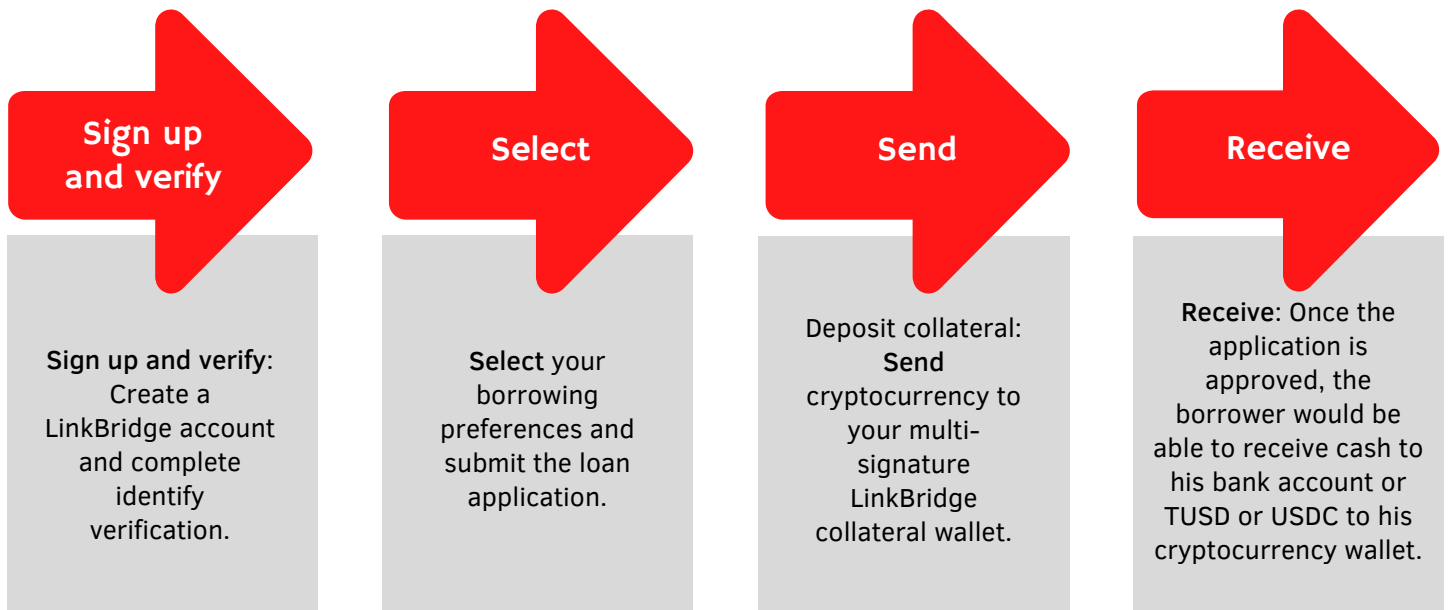 Sign up
and verify
Sign up and verify:
Create a
LinkBridge account
and complete
identify
verification.
Select
Select your
borrowing
preferences and
submit the loan
application.
Send
Deposit collateral:
Send
cryptocurrency to
your multi-
signature
LinkBridge
collateral wallet.
Receive
Receive: Once the
application is
approved, the
borrower would be
able to receive cash to
his bank account or
TUSD or USDC to his
cryptocurrency wallet.